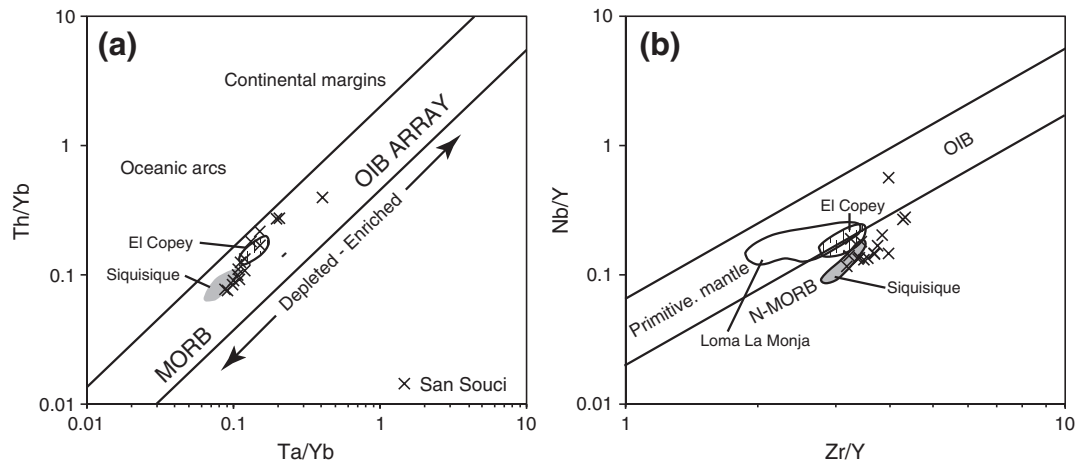 (a)
10
1
0.1
0.01
Th/Yb
Continental margins
Oceanic arcs
OIB ARRAY
El Copey
Siquisique
Depleted - Enriched
MORB
San Souci
0.01
0.1
1
10
Ta/Yb
(b)
10
1
0.1
0.01
Nb/Y
OIB
El Copey
Primitive. mantle
N-MORB
Siquisique
Loma La Monja
1
10
Zr/Y